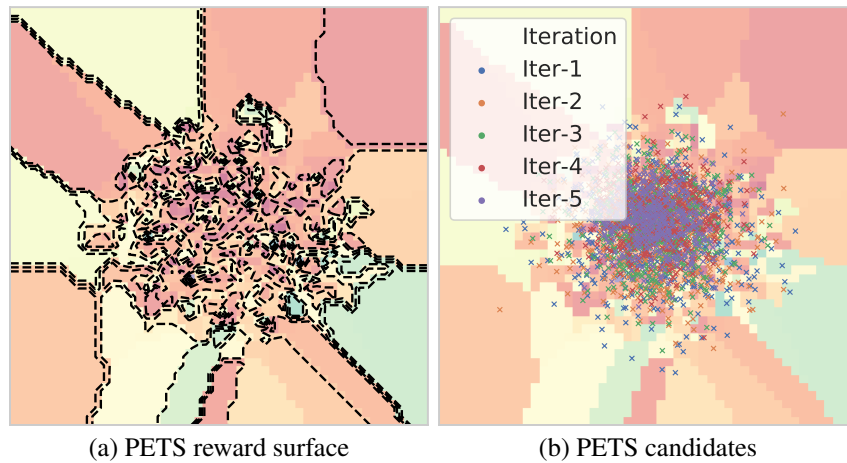 Iteration
Iter-1
Iter-2
Iter-3
Iter-4
Iter-5
(a) PETS reward surface
(b) PETS candidates